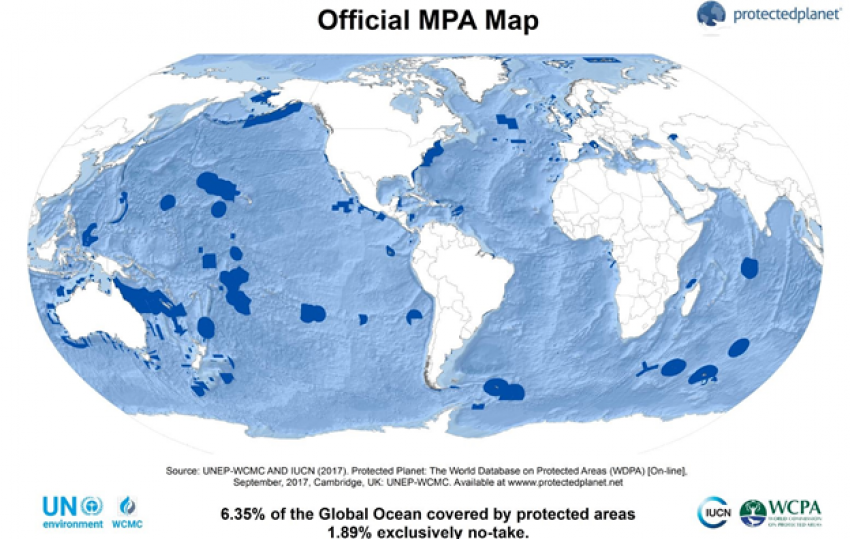 Official MPA Map
protectedplanet
Source: UNEP-WCMC AND IUCN (2017). Protected Planet: The World Database on Protected Areas (WDPA) [On-line],
September, 2017, Cambridge, UK: UNEP-WCMC. Available at www.protectedplanet.net
UN
environment
WCMC
6.35% of the Global Ocean covered by protected areas
1.89% exclusively no-take.
IUCN
WCPA
WORLD COMMISSION
ON PROTECTED AREAS